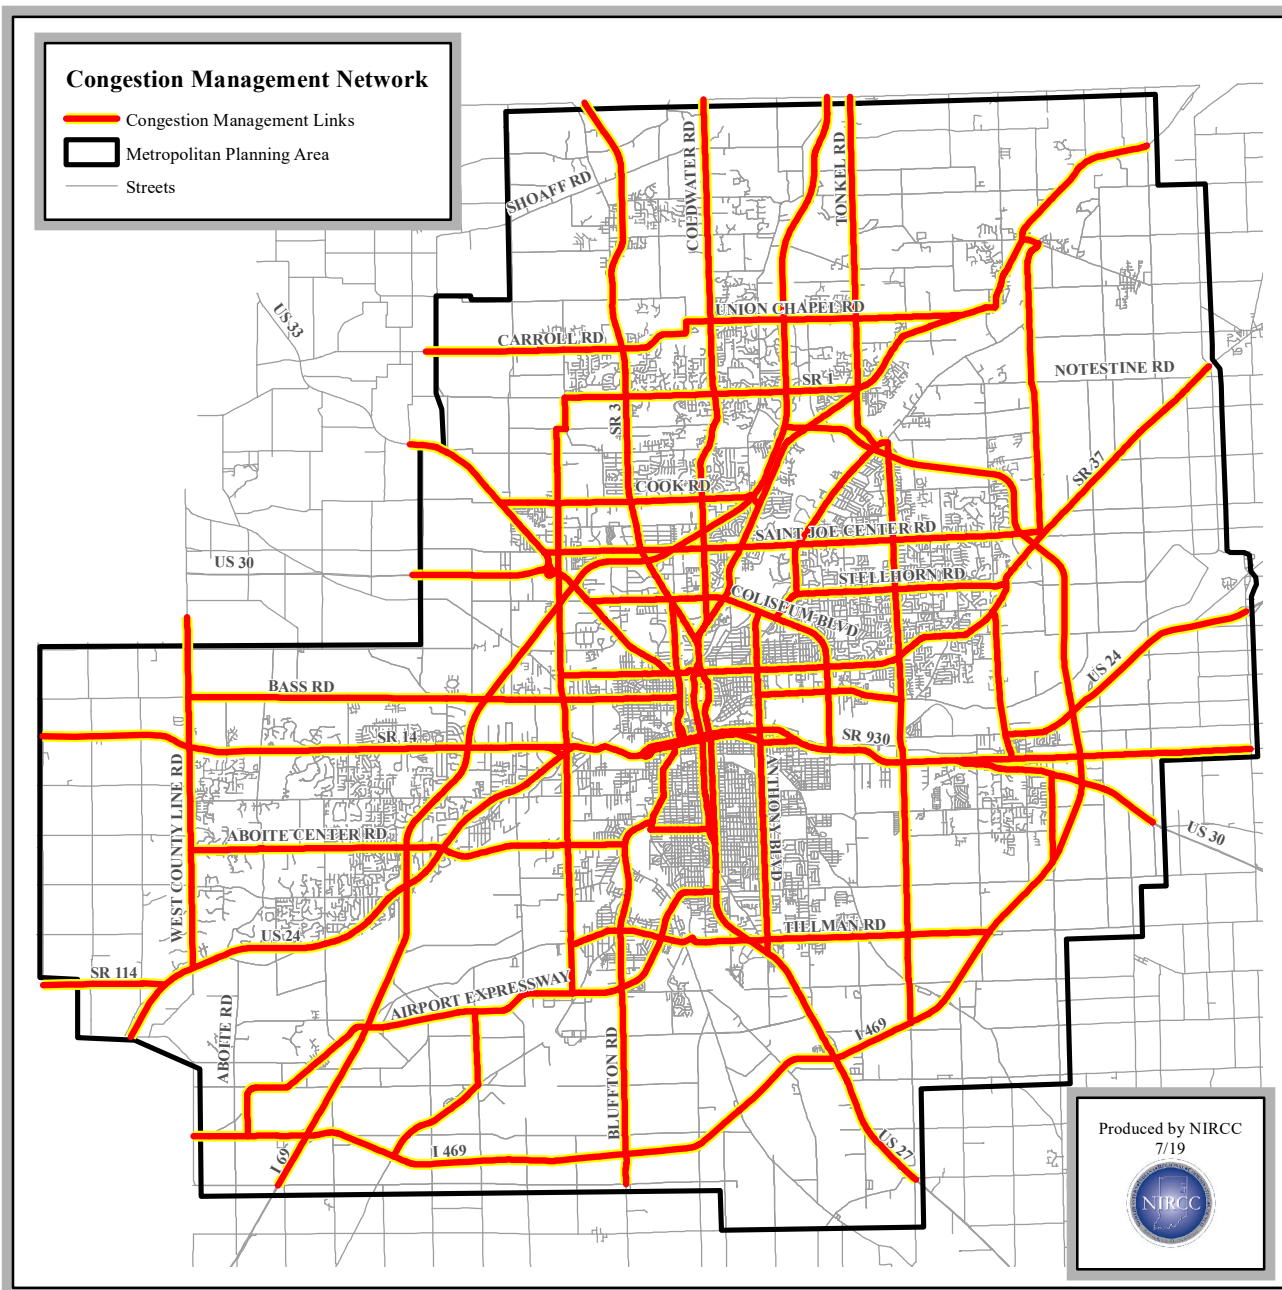 Congestion Management Network
Congestion Management Links
Metropolitan Planning Area
Streets
SHOAFF RD
COLDWATER RD
TONKEL RD
US 33
UNION CHAPEL RD
CARROLL RD
NOTESTINE RD
SR 1
SR 3
SR 37
COOK RD
SAINT JOE CENTER RD
US 30
STELLHORN RD
COLISEUM BLVD
US 24
BASS RD
SR 14
SR 930
WEST COUNTY LINE RD
ANTHONY BLVD
ABOITE CENTER RD
US 30
TILLMAN RD
US 24
SR 114
AIRPORT EXPRESSWAY
ABOITE RD
I 469
BLUFFTON RD
I 469
I 69
US 27
Produced by NIRCC
7/19
NIRCC